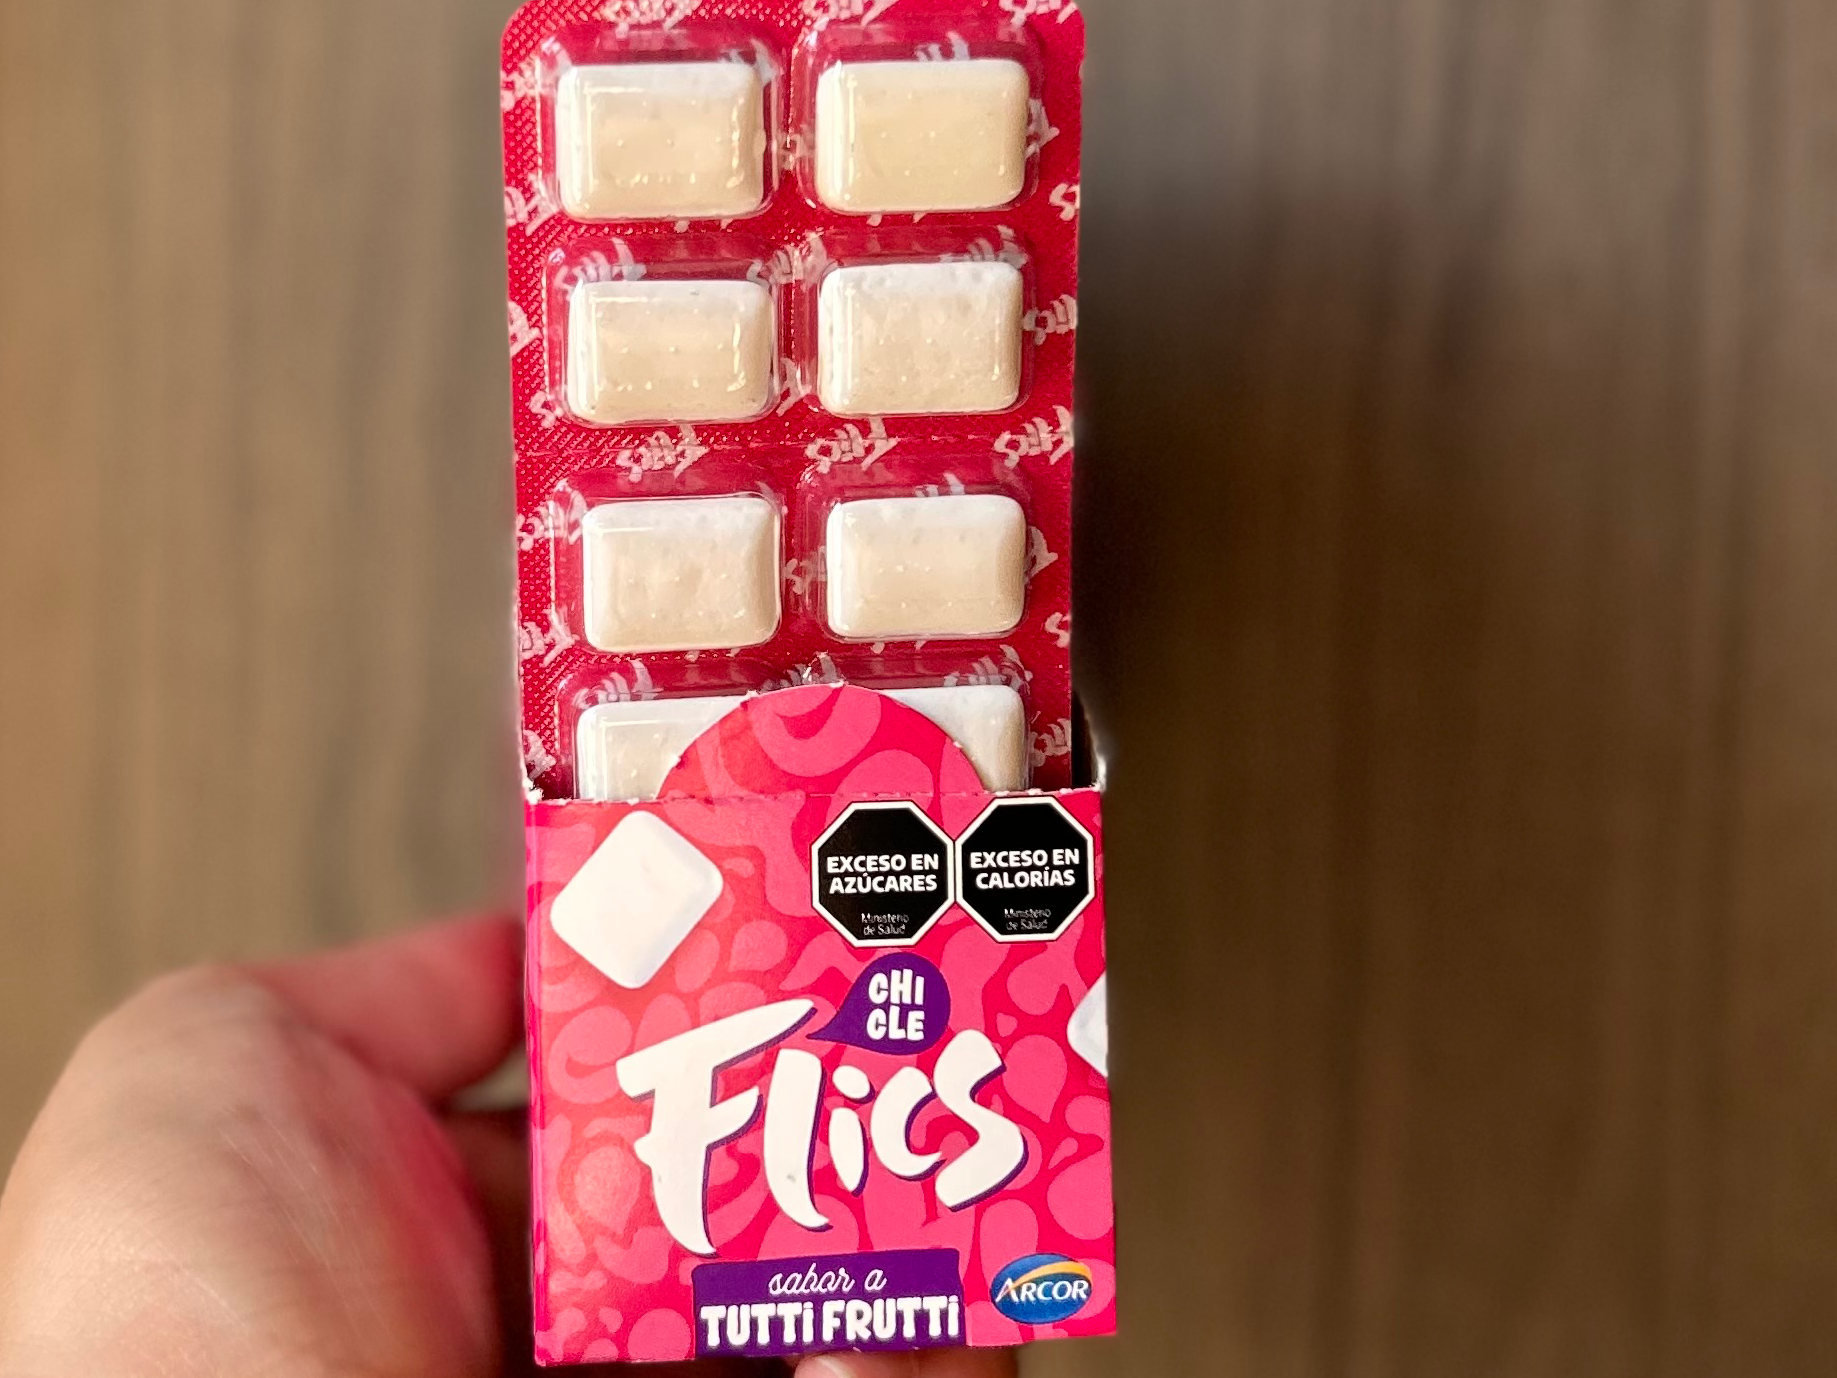 EXCESO EN
AZÚCARES
Ministerio
de Salud
EXCESO EN
CALORÍAS
Ministerio
de Salud
CHI
CLE
Flics
sabor a
TUTTi FRUTTi
ARCOR